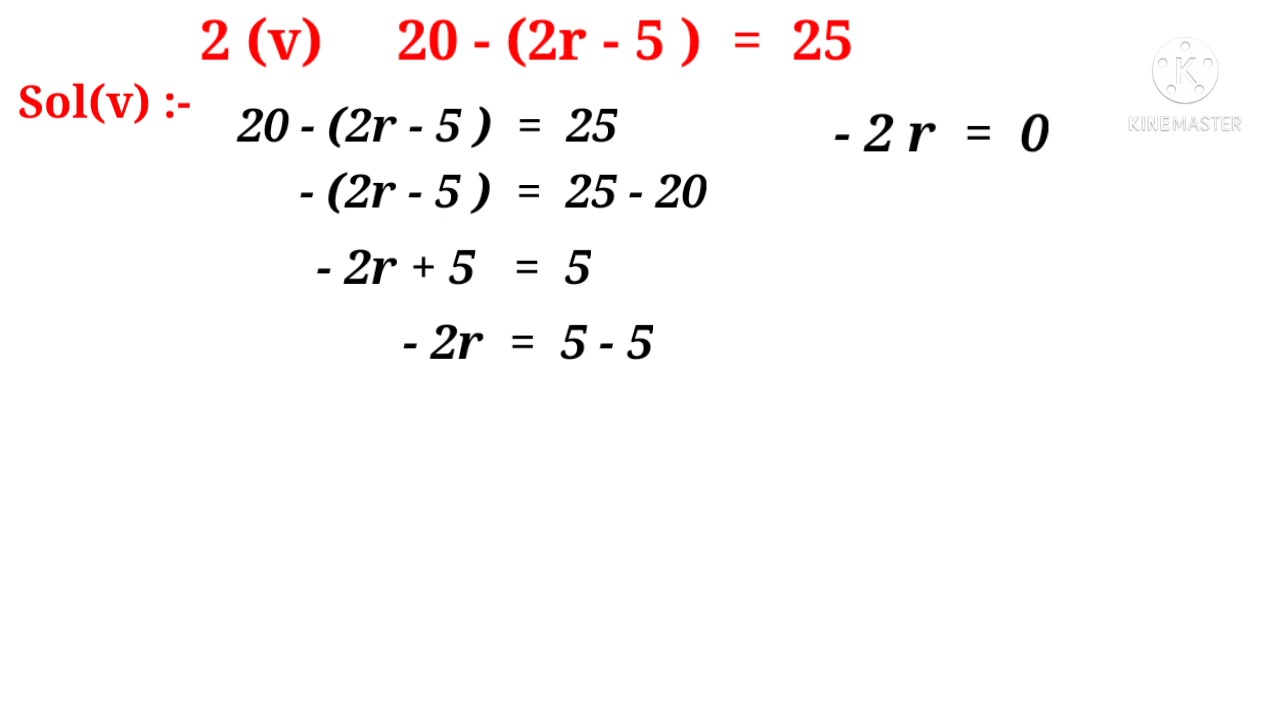 2 (v) 20 - (2r - 5 ) = 25
Sol(v) :-
20 - (2r - 5 ) = 25
- (2r - 5 ) = 25 - 20
- 2r + 5 = 5
- 2r = 5 - 5
- 2 r = 0
KINEMASTER